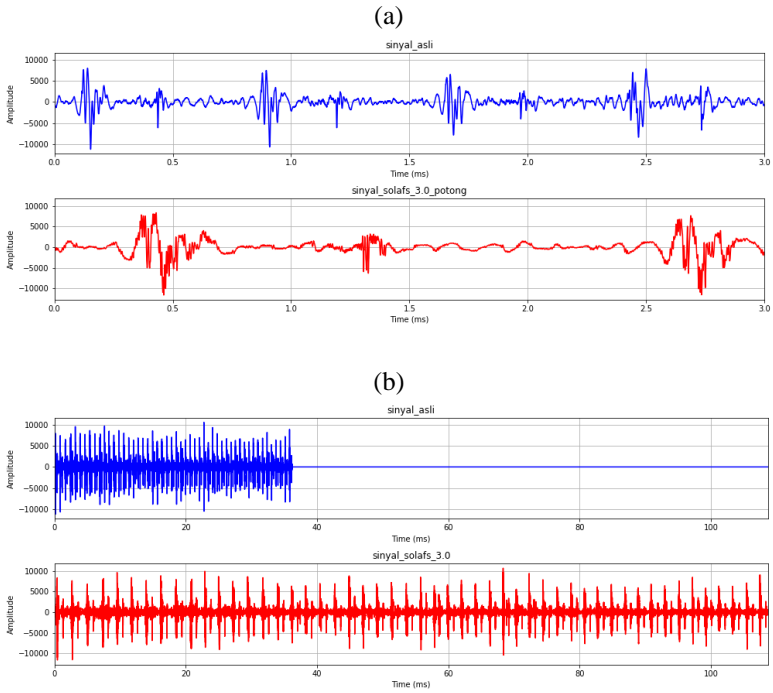 (a)
sinyal_asli
10000
5000
0
−5000
−10000
Amplitude
0.0 0.5 1.0 1.5 2.0 2.5 3.0
Time (ms)
sinyal_solafs_3.0_potong
10000
5000
0
−5000
−10000
Amplitude
0.0 0.5 1.0 1.5 2.0 2.5 3.0
Time (ms)
(b)
sinyal_asli
10000
5000
0
−5000
−10000
Amplitude
0 20 40 60 80 100
Time (ms)
sinyal_solafs_3.0
10000
5000
0
−5000
−10000
Amplitude
0 20 40 60 80 100
Time (ms)